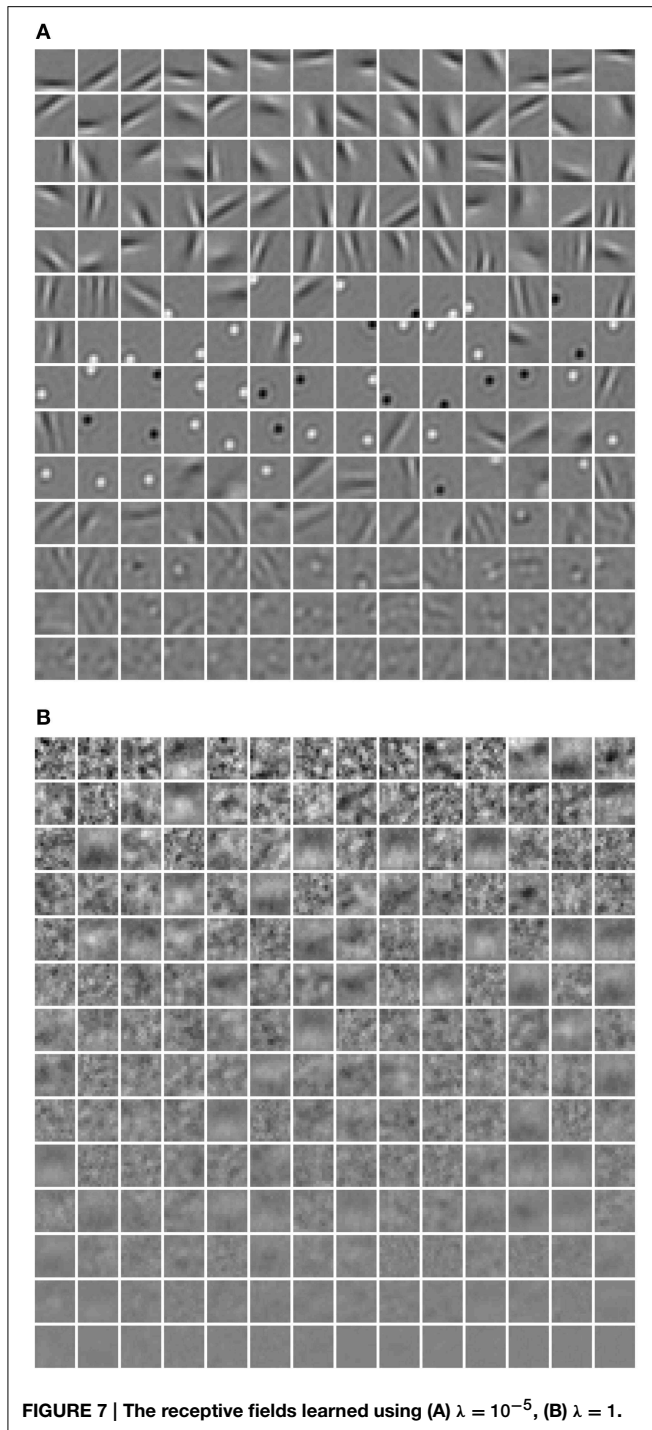 A
B
FIGURE 7 | The receptive fields learned using (A) λ = 10⁻⁵, (B) λ = 1.